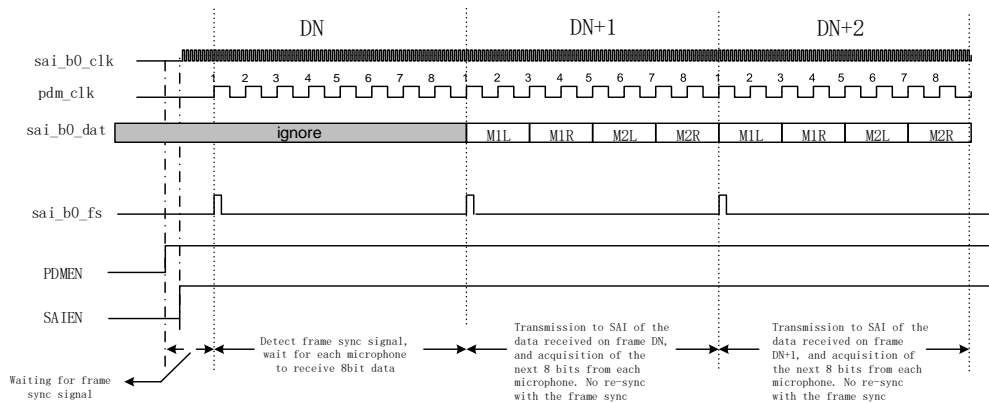 DN DN+1 DN+2
sai_b0_clk
1 2 3 4 5 6 7 8 1 2 3 4 5 6 7 8 1 2 3 4 5 6 7 8
pdm_clk
sai_b0_dat ignore M1L M1R M2L M2R M1L M1R M2L M2R
sai_b0_fs
PDMEN
SAIEN
Waiting for frame
sync signal
Detect frame sync signal,
wait for each microphone
to receive 8bit data
Transmission to SAI of the
data received on frame DN,
and acquisition of the
next 8 bits from each
microphone. No re-sync
with the frame sync
Transmission to SAI of the
data received on frame
DN+1, and acquisition of
the next 8 bits from each
microphone. No re-sync
with the frame sync